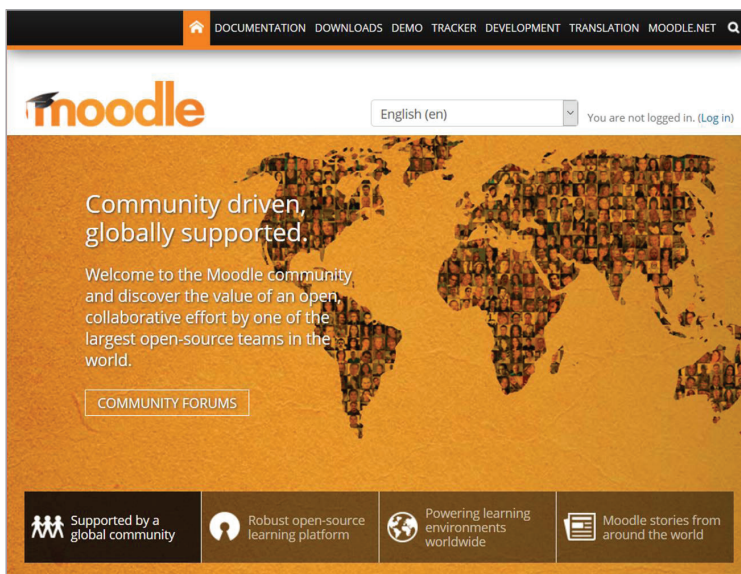 DOCUMENTATION DOWNLOADS DEMO TRACKER DEVELOPMENT TRANSLATION MOODLE.NET
moodle
English (en)
You are not logged in. (Log in)
Community driven,
globally supported.
Welcome to the Moodle community
and discover the value of an open,
collaborative effort by one of the
largest open-source teams in the
world.
COMMUNITY FORUMS
Supported by a
global community
Robust open-source
learning platform
Powering learning
environments
worldwide
Moodle stories from
around the world